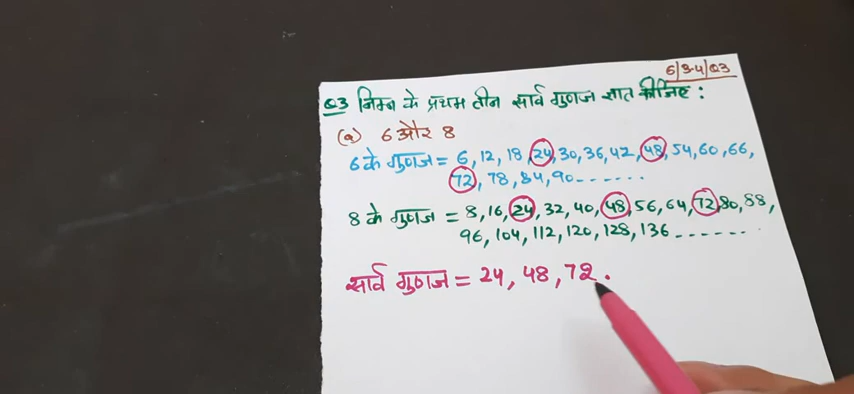 6/3.4/Q3
Q3 निम्न के प्रथम तीन सार्व गुणज ज्ञात कीजिए :
(a) 6 और 8
6 के गुणज = 6, 12, 18, 24, 30, 36, 42, 48, 54, 60, 66,
72, 78, 84, 90 - - - - - - -
8 के गुणज = 8, 16, 24, 32, 40, 48, 56, 64, 72, 80, 88,
96, 104, 112, 120, 128, 136 - - - - - - -
सार्व गुणज = 24, 48, 72.